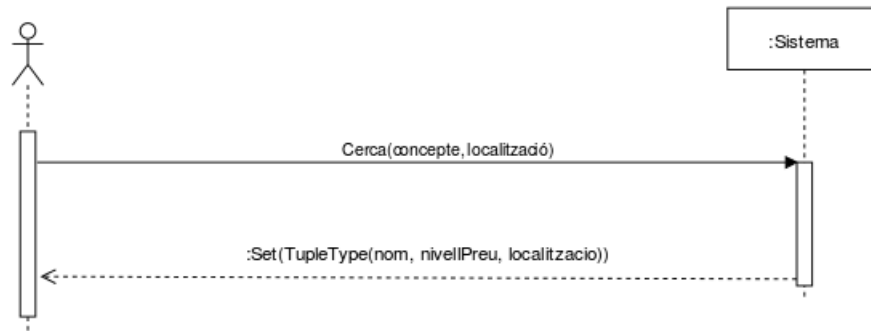 :Sistema
Cerca(concepte, localització)
:Set(TupleType(nom, nivellPreu, localitzacio))